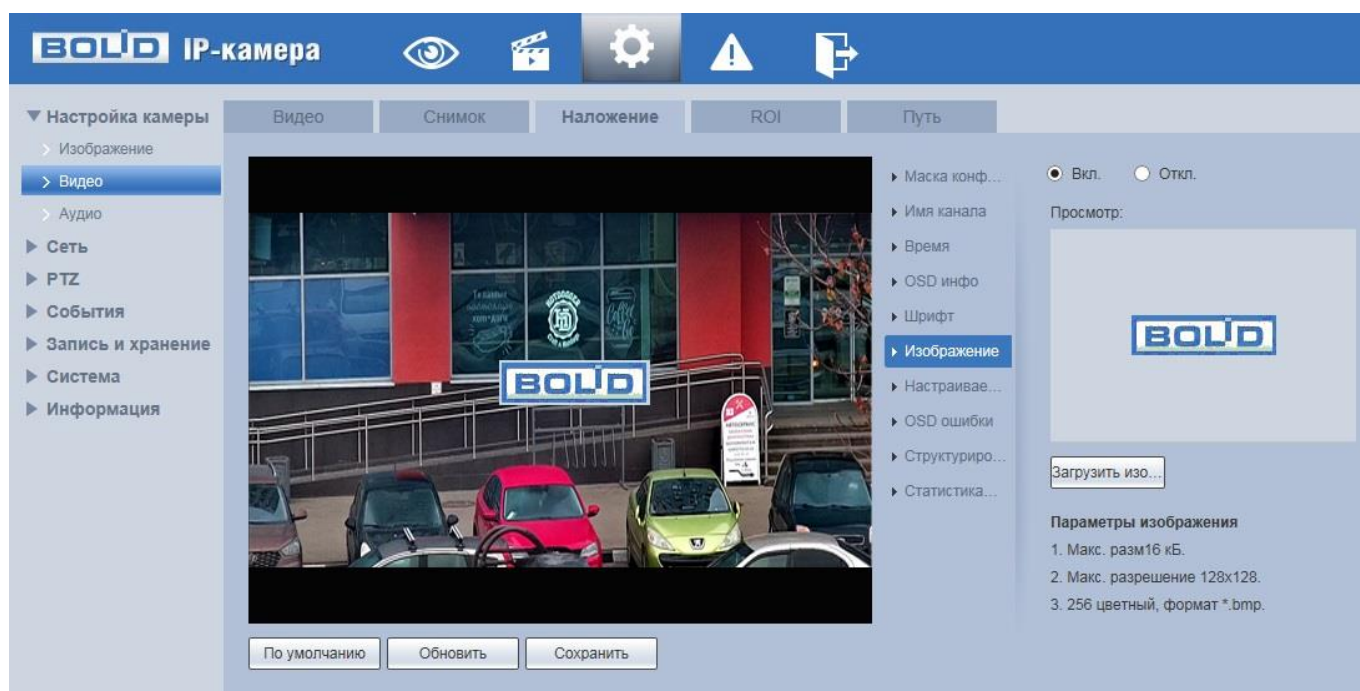 BOLID IP-камера
Настройка камеры
Изображение
Видео
Аудио
Сеть
PTZ
События
Запись и хранение
Система
Информация
Видео
Снимок
Наложение
ROI
Путь
BOLID
По умолчанию
Обновить
Сохранить
Маска конф...
Имя канала
Время
OSD инфо
Шрифт
Изображение
Настраивае...
OSD ошибки
Структуриро...
Статистика...
Вкл.
Откл.
Просмотр:
BOLID
Загрузить изо...
Параметры изображения
1. Макс. разм16 кБ.
2. Макс. разрешение 128x128.
3. 256 цветный, формат *.bmp.